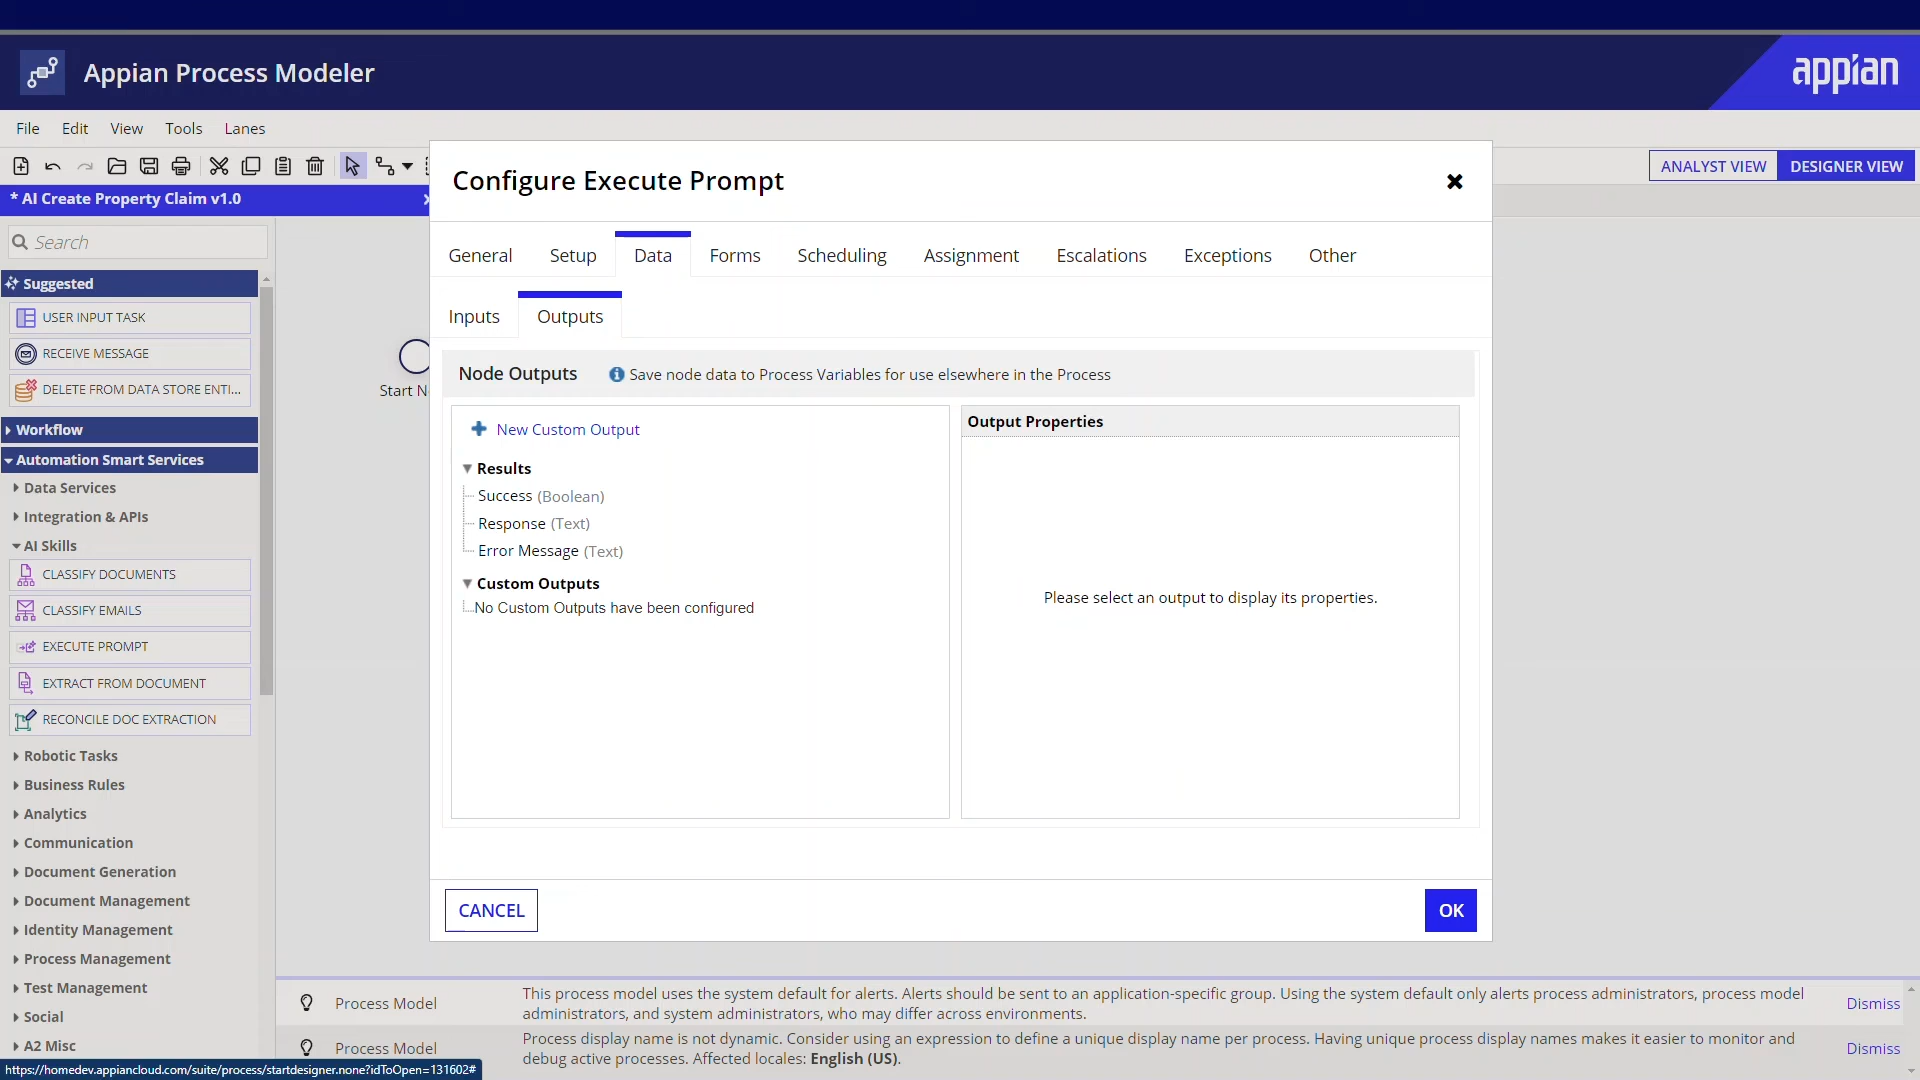 Appian Process Modeler
appian
File Edit View Tools Lanes
ANALYST VIEW DESIGNER VIEW
* AI Create Property Claim v1.0
Search
Suggested
USER INPUT TASK
RECEIVE MESSAGE
DELETE FROM DATA STORE ENTI...
Workflow
Automation Smart Services
Data Services
Integration & APIs
AI Skills
CLASSIFY DOCUMENTS
CLASSIFY EMAILS
EXECUTE PROMPT
EXTRACT FROM DOCUMENT
RECONCILE DOC EXTRACTION
Robotic Tasks
Business Rules
Analytics
Communication
Document Generation
Document Management
Identity Management
Process Management
Test Management
Social
A2 Misc
https://homedev.appiancloud.com/suite/process/startdesigner.none?idToOpen=131602#
Start N
Configure Execute Prompt
General Setup Data Forms Scheduling Assignment Escalations Exceptions Other
Inputs Outputs
Node Outputs Save node data to Process Variables for use elsewhere in the Process
New Custom Output
Results
Success (Boolean)
Response (Text)
Error Message (Text)
Custom Outputs
No Custom Outputs have been configured
Output Properties
Please select an output to display its properties.
CANCEL
OK
Process Model
This process model uses the system default for alerts. Alerts should be sent to an application-specific group. Using the system default only alerts process administrators, process model
administrators, and system administrators, who may differ across environments.
Dismiss
Process Model
Process display name is not dynamic. Consider using an expression to define a unique display name per process. Having unique process display names makes it easier to monitor and
debug active processes. Affected locales: English (US).
Dismiss